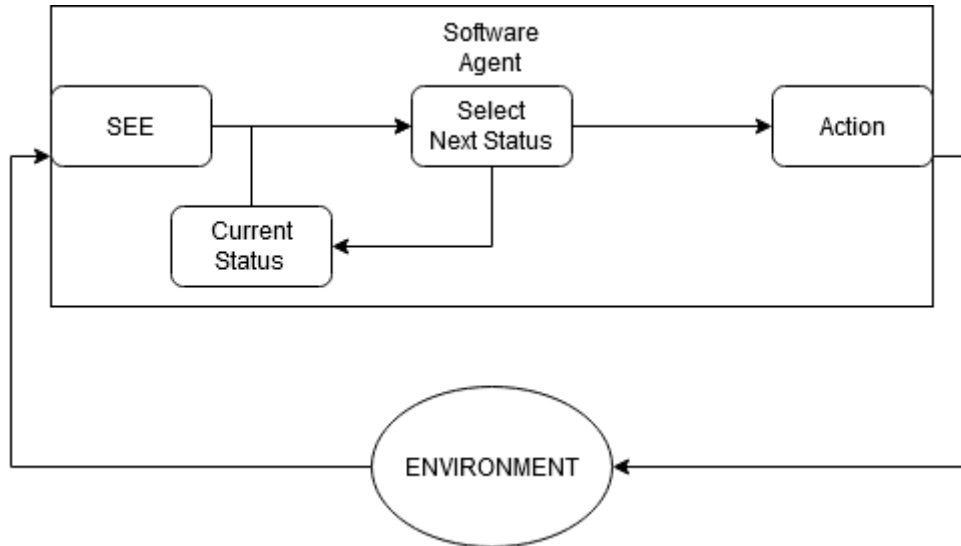 Software
Agent
SEE
Select
Next Status
Action
Current
Status
ENVIRONMENT